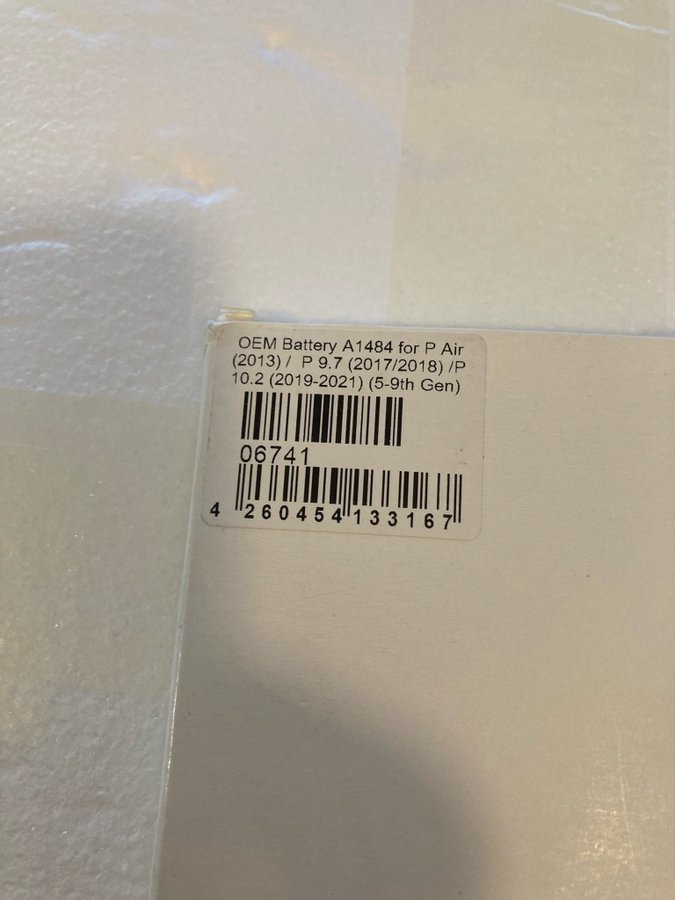 OEM Battery A1484 for P Air
(2013) / P 9.7 (2017/2018) /P
10.2 (2019-2021) (5-9th Gen)
06741
4 260454 133167